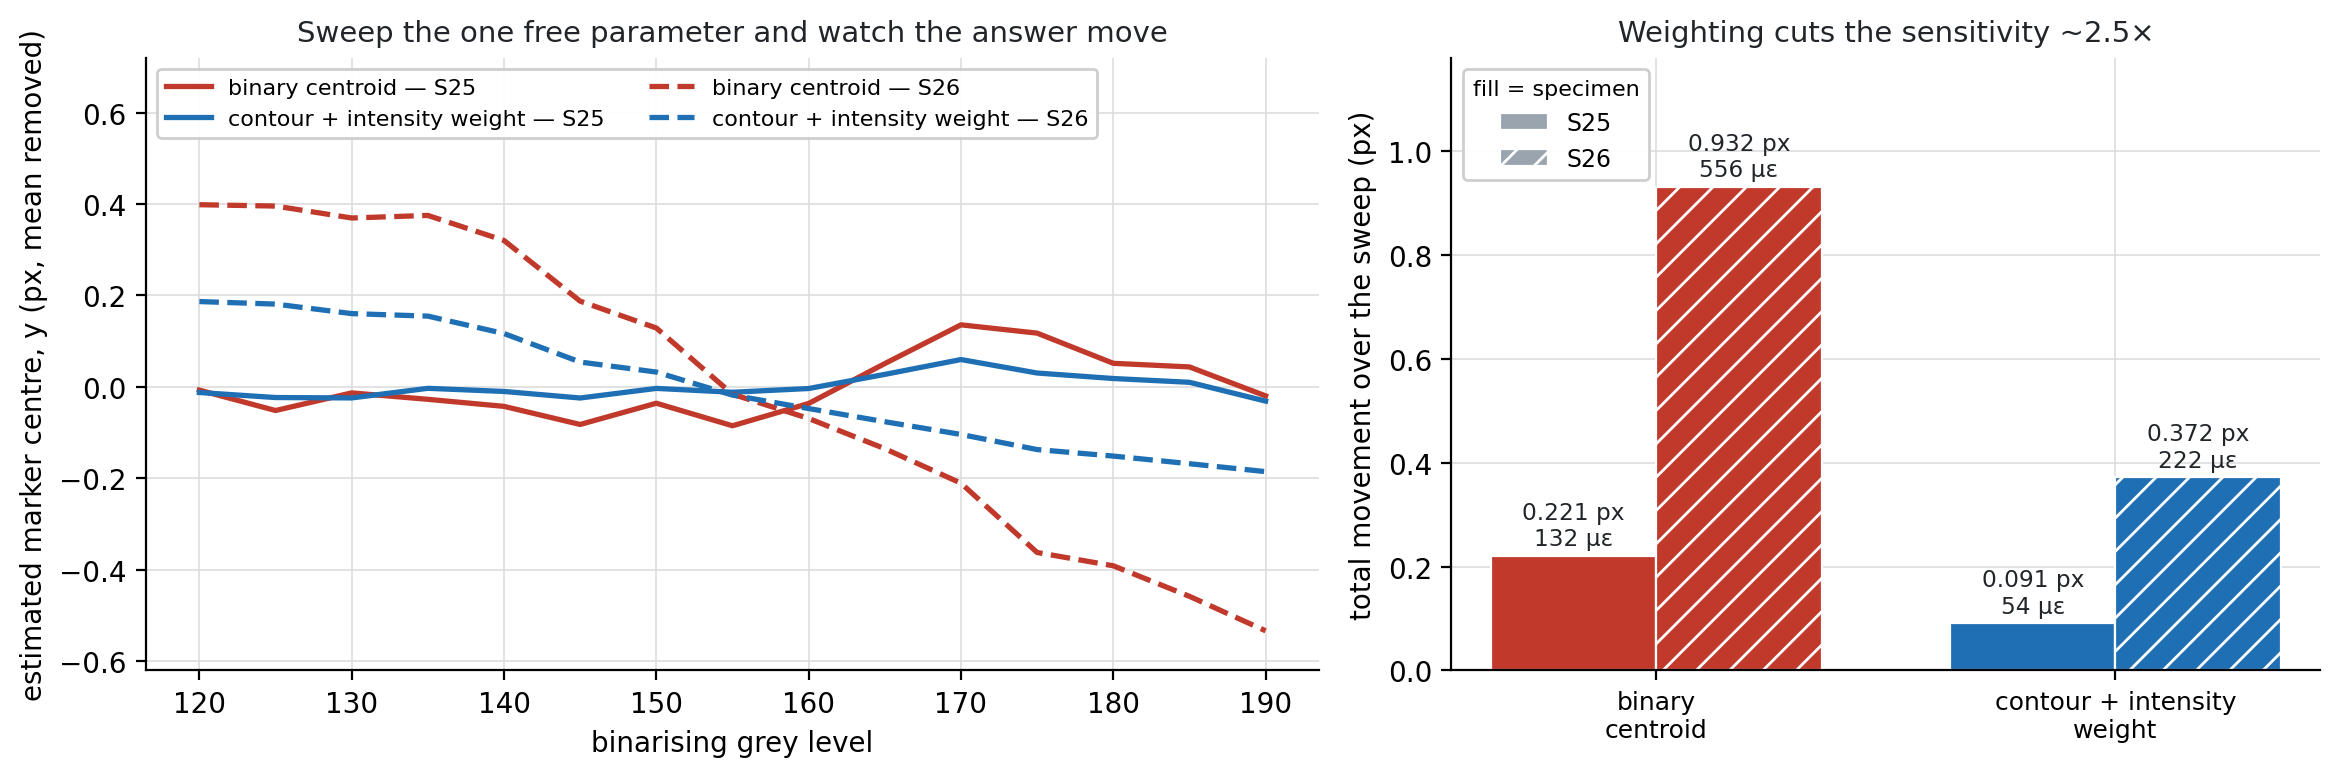 Sweep the one free parameter and watch the answer move
estimated marker centre, y (px, mean removed)
binary centroid — S25
contour + intensity weight — S25
binary centroid — S26
contour + intensity weight — S26
0.6
0.4
0.2
0.0
−0.2
−0.4
−0.6
120 130 140 150 160 170 180 190
binarising grey level
Weighting cuts the sensitivity ~2.5×
total movement over the sweep (px)
fill = specimen
S25
S26
1.0
0.8
0.6
0.4
0.2
0.0
0.221 px
132 µε
0.932 px
556 µε
0.091 px
54 µε
0.372 px
222 µε
binary
centroid
contour + intensity
weight